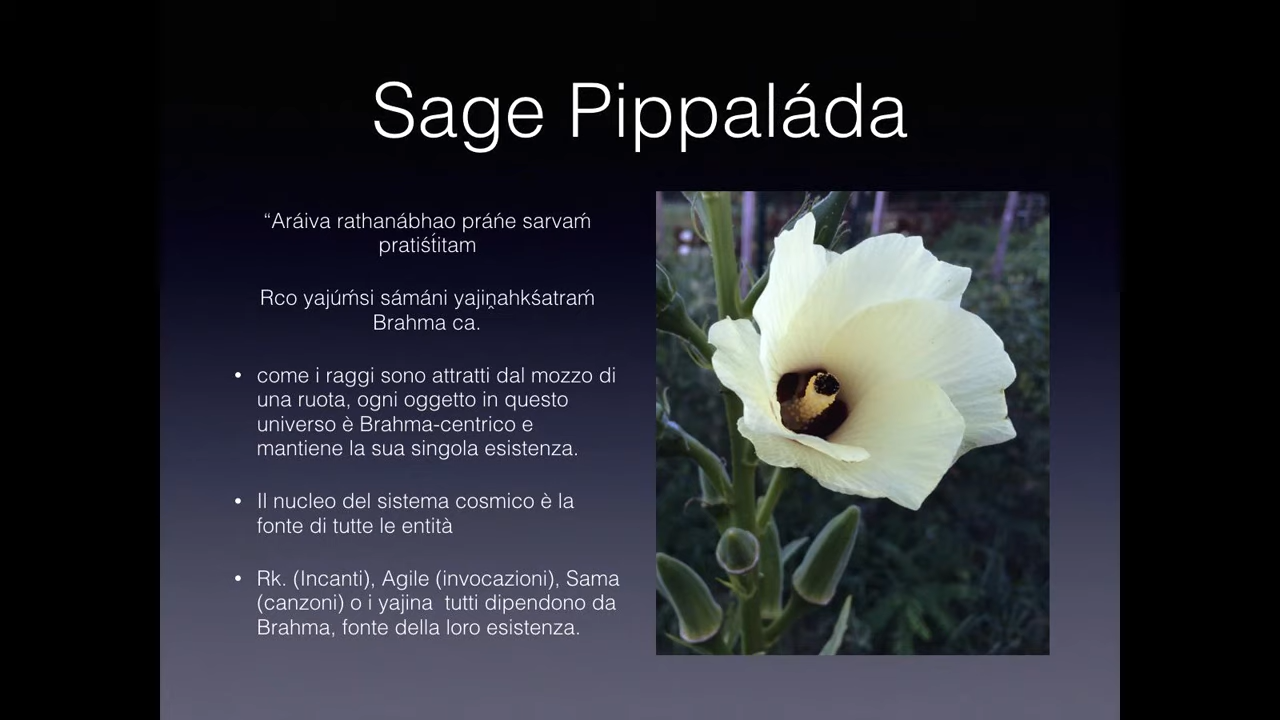 Sage Pippaláda
“Aráiva rathanábhao práńe sarvaḿ
pratiśt́itam
Rco yajúḿsi sámáni yajiṋahkśatraḿ
Brahma ca.
• come i raggi sono attratti dal mozzo di
una ruota, ogni oggetto in questo
universo è Brahma-centrico e
mantiene la sua singola esistenza.
• Il nucleo del sistema cosmico è la
fonte di tutte le entità
• Rk. (Incanti), Agile (invocazioni), Sama
(canzoni) o i yajina  tutti dipendono da
Brahma, fonte della loro esistenza.